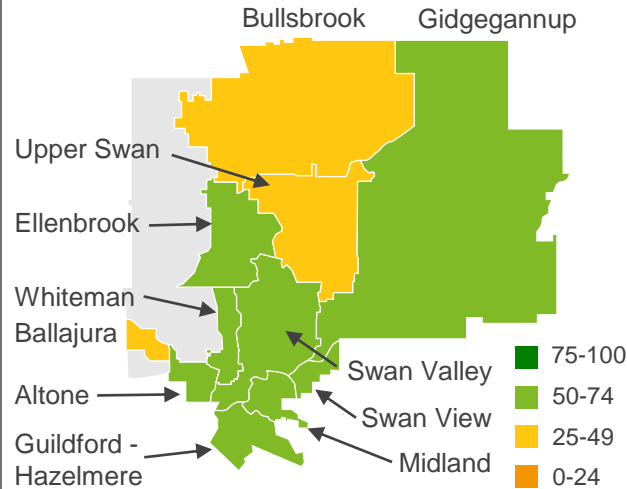 Bullsbrook
Gidgegannup
Upper Swan
Ellenbrook
Whiteman
Ballajura
Altone
Guildford -
Hazelmere
Swan Valley
Swan View
Midland
75-100
50-74
25-49
0-24